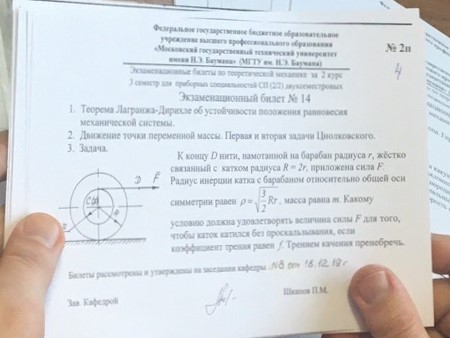 Федеральное государственное бюджетное образовательное
учреждение высшего профессионального образования
«Московский государственный технический университет
имени Н.Э. Баумана» (МГТУ им. Н.Э. Баумана)
№ 2п
4
Экзаменационные билеты по теоретической механике за 2 курс
3 семестр для приборных специальностей СП (2/2) двухсеместровых
Экзаменационный билет № 14
1. Теорема Лагранжа-Дирихле об устойчивости положения равновесия
механической системы.
2. Движение точки переменной массы. Первая и вторая задачи Циолковского.
3. Задача.
К концу D нити, намотанной на барабан радиуса r, жёстко
связанный с катком радиуса R = 2r, приложена сила F.
Радиус инерции катка с барабаном относительно общей оси
симметрии равен ρ = √(3/2 Rr), масса равна m. Какому
условию должна удовлетворять величина силы F для того,
чтобы каток катился без проскальзывания, если
коэффициент трения равен f. Трением качения пренебречь.
D F
C
Билеты рассмотрены и утверждены на заседании кафедры №8 от 18.12.18г.
Зав. Кафедрой Шкапов П.М.